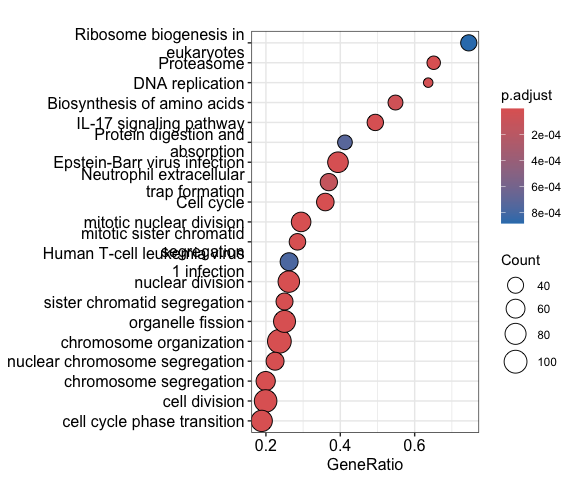 Ribosome biogenesis in
eukaryotes
Proteasome
DNA replication
Biosynthesis of amino acids
IL-17 signaling pathway
Protein digestion and
absorption
Epstein-Barr virus infection
Neutrophil extracellular
trap formation
Cell cycle
mitotic nuclear division
mitotic sister chromatid
segregation
Human T-cell leukemia virus
1 infection
nuclear division
sister chromatid segregation
organelle fission
chromosome organization
nuclear chromosome segregation
chromosome segregation
cell division
cell cycle phase transition
0.2 0.4 0.6
GeneRatio
p.adjust
2e-04
4e-04
6e-04
8e-04
Count
40
60
80
100